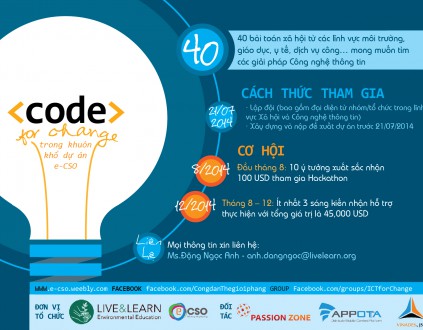 40
40 bài toán xã hội từ các lĩnh vực môi trường,
giáo dục, y tế, dịch vụ công... mong muốn tìm
các giải pháp Công nghệ thông tin
<code>
for change
trong khuôn
khổ dự án
e-CSO
CÁCH THỨC THAM GIA
21/07
2014
- Lập đội (bao gồm đại diện từ nhóm/tổ chức trong lĩnh
vực Xã hội và Công nghệ thông tin)
- Xây dựng và nộp đề xuất dự án trước 21/07/2014
CƠ HỘI
8/2014
Đầu tháng 8: 10 ý tưởng xuất sắc nhận
100 USD tham gia Hackathon
12/2014
Tháng 8 - 12: Ít nhất 3 sáng kiến nhận hỗ trợ
thực hiện với tổng giá trị là 45,000 USD
Liên
Lạc
Mọi thông tin xin liên hệ:
Ms.Đặng Ngọc Anh - anh.dangngoc@livelearn.org
www.e-cso.weebly.com FACEBOOK facebook.com/CongdanThegioiphang GROUP facebook.com/groups/ICTforChange
ĐƠN VỊ
TỔ CHỨC
LIVE&LEARN
Environmental Education
eCSO
ĐỐI
TÁC
PASSION ZONE
APPOTA